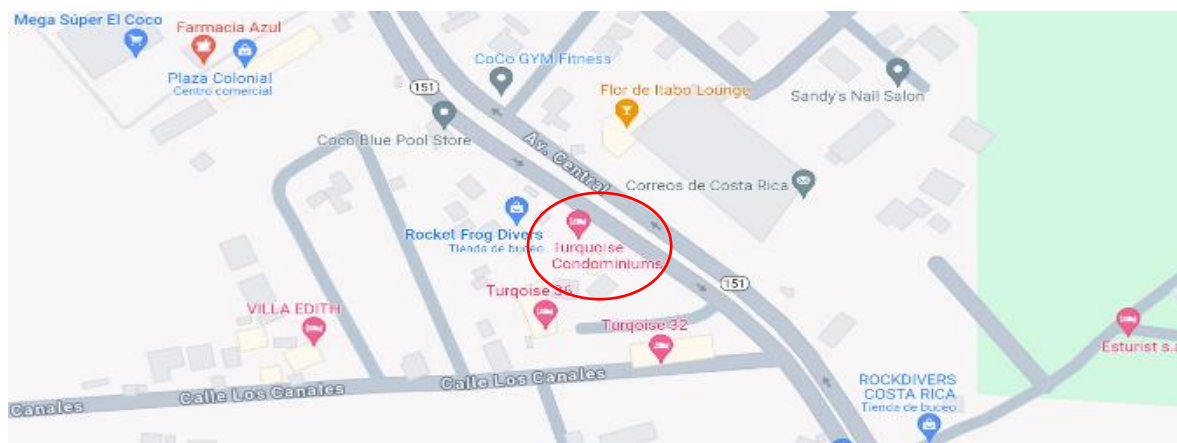 Mega Súper El Coco
Farmacia Azul
Plaza Colonial
Centro comercial
CoCo GYM Fitness
151
Flor de Itabo Lounge
Sandy's Nail Salon
Coco Blue Pool Store
Av. Central
Correos de Costa Rica
Rocket Frog Divers
Tienda de buceo
Turquoise
Condominiums
151
Turqoise 36
VILLA EDITH
Turqoise 32
Esturist s.a
Calle Los Canales
Calle Los Canales
Canales
ROCKDIVERS
COSTA RICA
Tienda de buceo